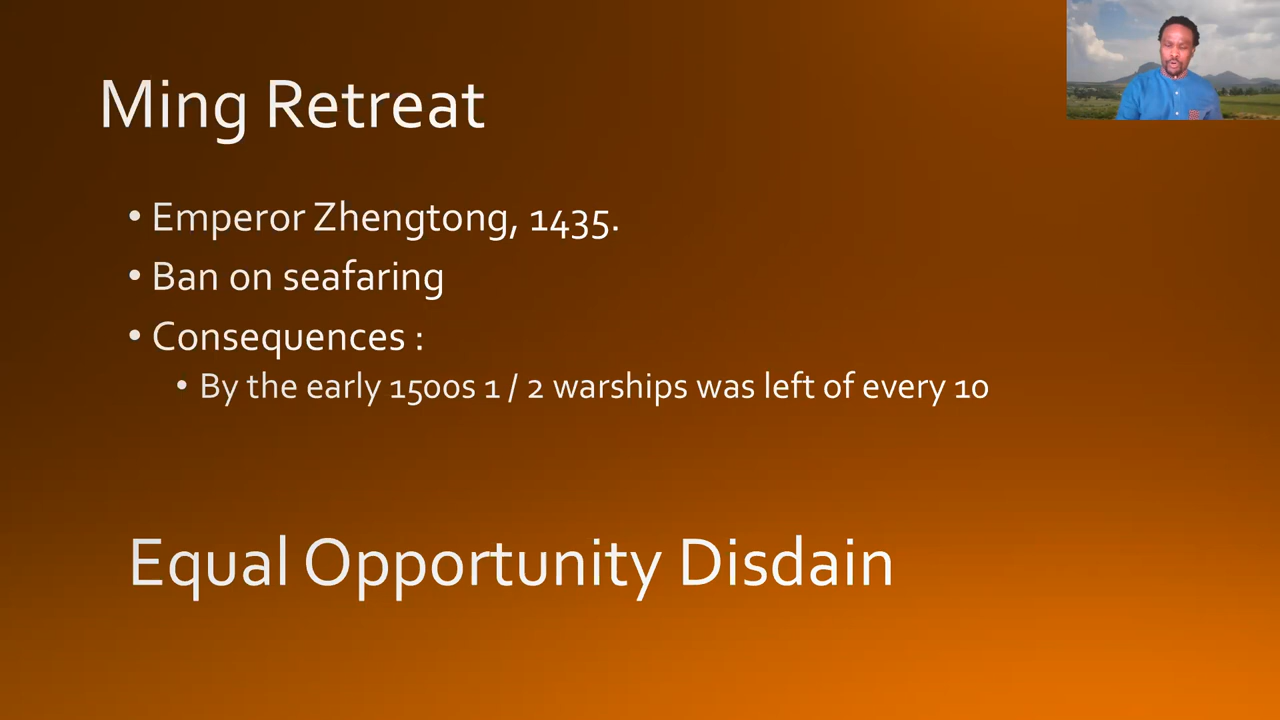 Ming Retreat
• Emperor Zhengtong, 1435.
• Ban on seafaring
• Consequences :
• By the early 1500s 1 / 2 warships was left of every 10
Equal Opportunity Disdain